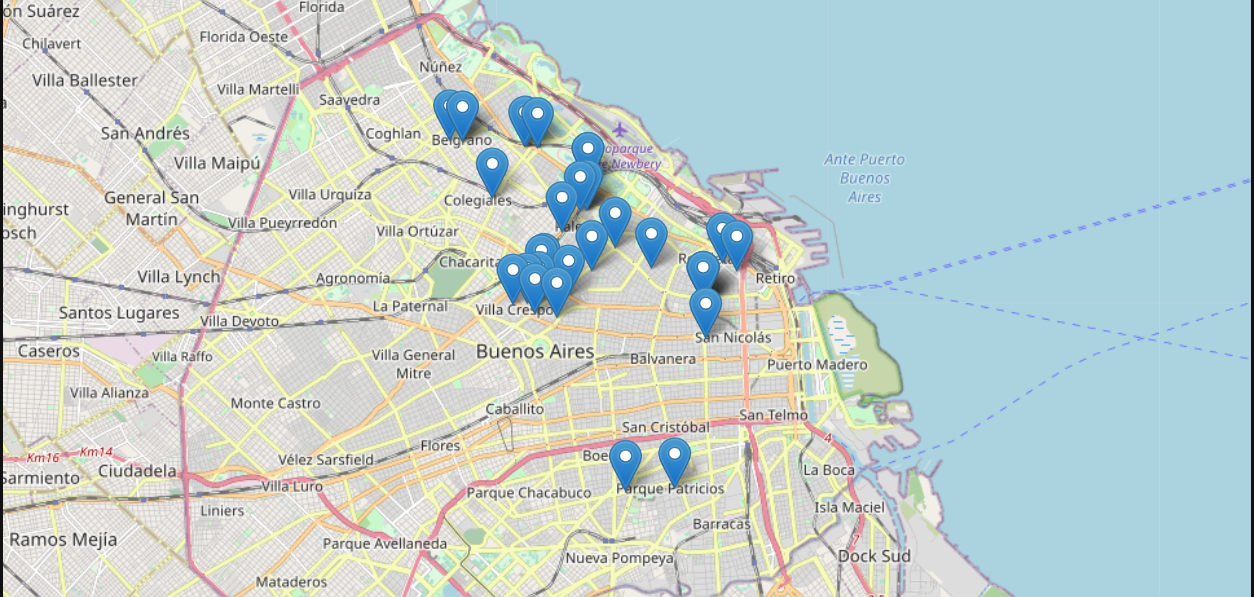 ón Suárez
Florida
Chilavert
Florida Oeste
Núñez
Villa Ballester
Villa Martelli
Saavedra
San Andrés
Coghlan
Belgrano
Villa Maipú
Ante Puerto
Buenos
Aires
General San
Martín
Villa Urquiza
Colegiales
oparque
Newbery
inghurst
osch
Villa Pueyrredón
Villa Ortúzar
Pale
Chacarita
Villa Lynch
Agronomía
Retiro
Santos Lugares
La Paternal
Villa Crespo
Villa Devoto
San Nicolás
Caseros
Villa Raffo
Villa General
Mitre
Buenos Aires
Balvanera
Puerto Madero
Villa Alianza
Monte Castro
Caballito
San Telmo
San Cristóbal
Flores
4
Km16
Km14
Vélez Sarsfield
Boe
Sarmiento
Ciudadela
La Boca
Villa Luro
Parque Chacabuco
Parque Patricios
Liniers
Isla Maciel
Barracas
Ramos Mejía
Parque Avellaneda
7
Nueva Pompeya
Dock Sud
Mataderos